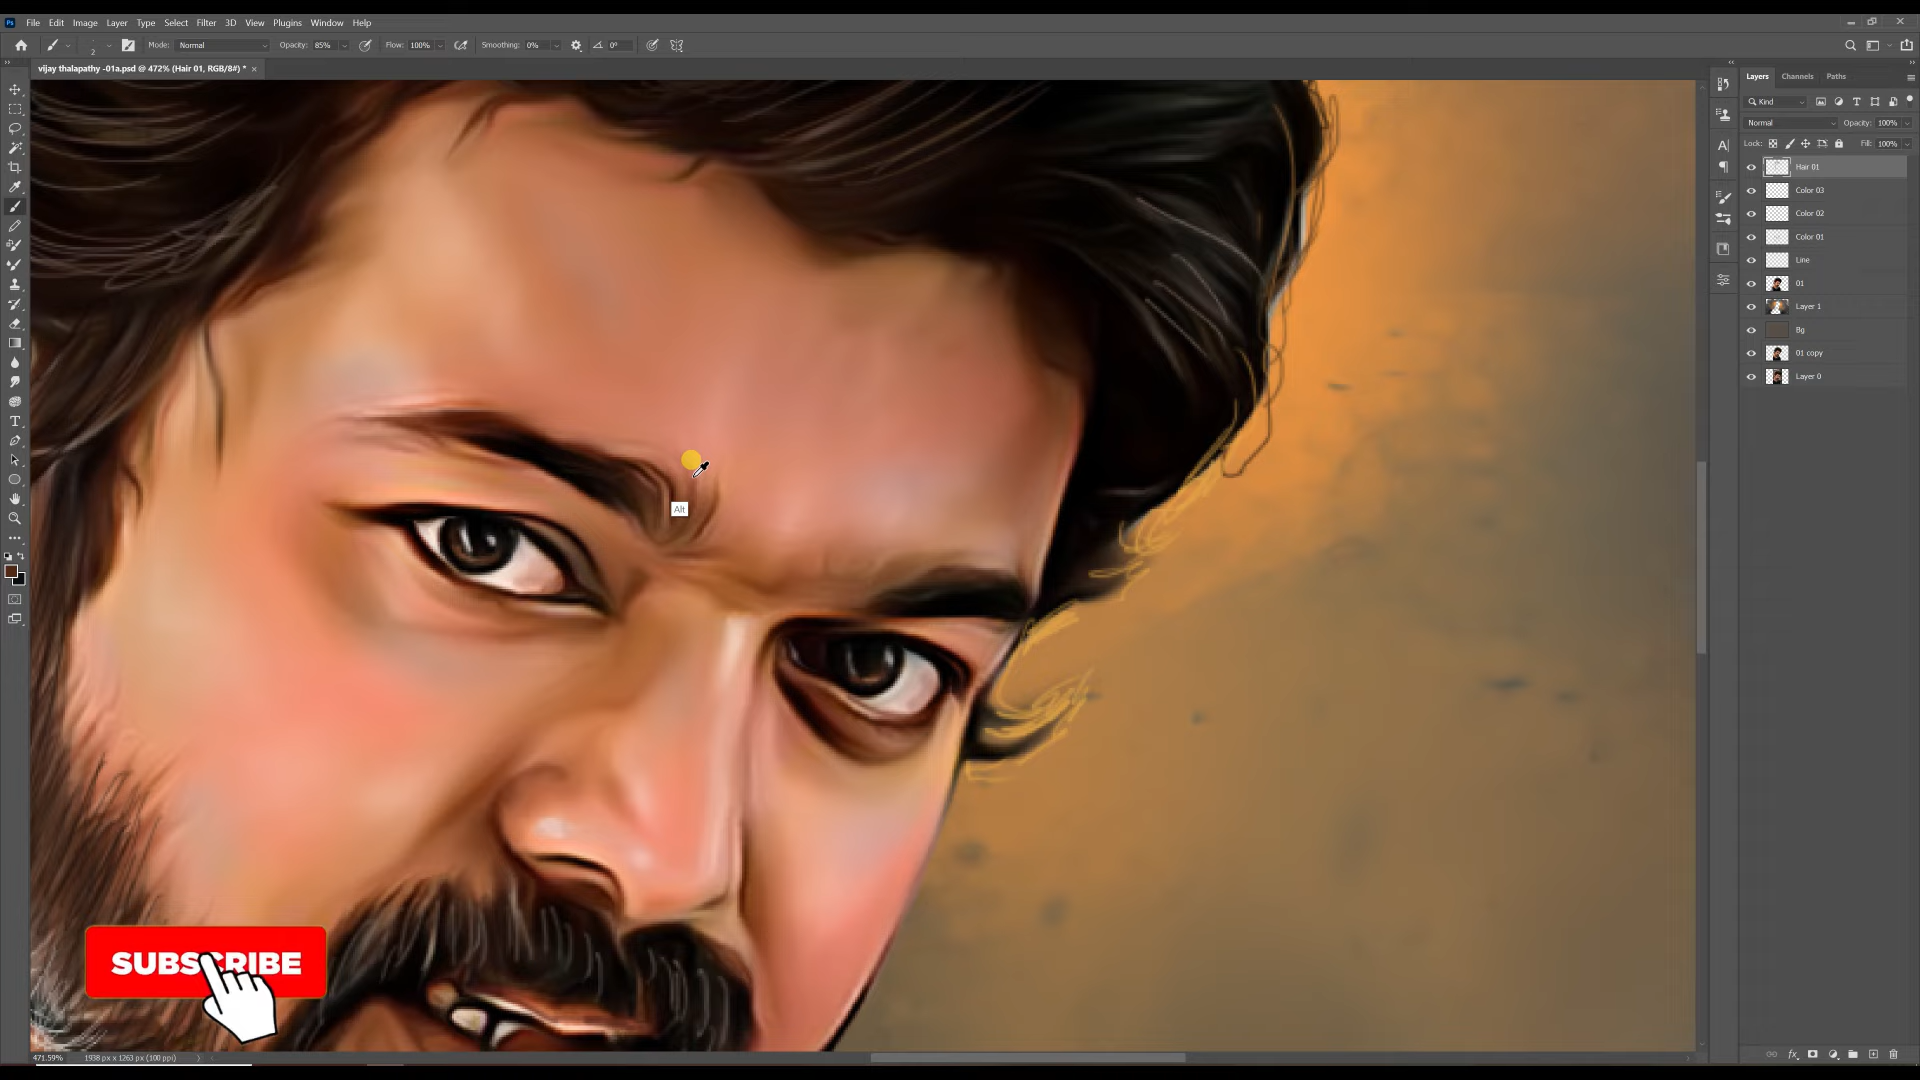 Ps File Edit Image Layer Type Select Filter 3D View Plugins Window Help
2 Mode: Normal Opacity: 85% Flow: 100% Smoothing: 0% 0°
vijay thalapathy -01a.psd @ 472% (Hair 01, RGB/8#) * ×
Layers Channels Paths
Kind
Normal Opacity: 100%
Lock: Fill: 100%
Hair 01
Color 03
Color 02
Color 01
Line
01
Layer 1
Bg
01 copy
Layer 0
Alt
SUBSCRIBE
471.59% 1938 px x 1263 px (100 ppi)